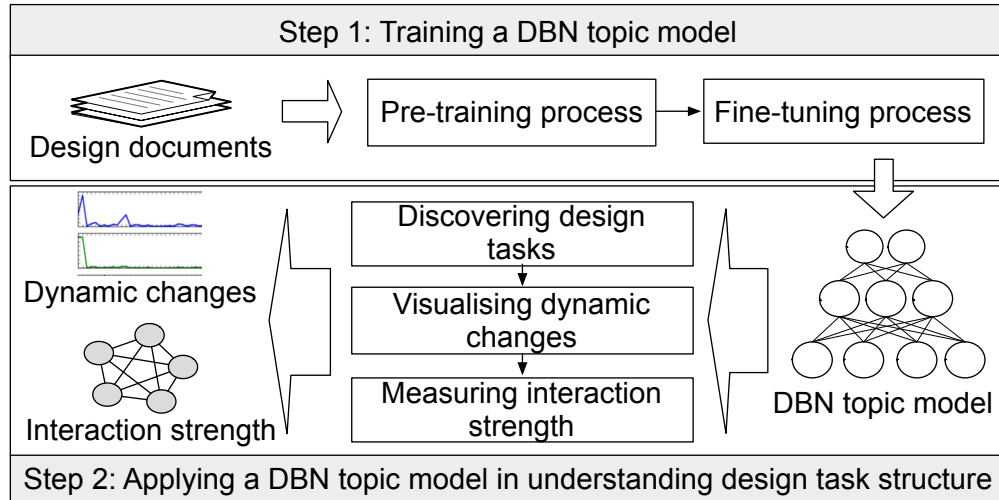 Step 1: Training a DBN topic model
Design documents
Pre-training process
Fine-tuning process
Dynamic changes
Interaction strength
Discovering design
tasks
Visualising dynamic
changes
Measuring interaction
strength
DBN topic model
Step 2: Applying a DBN topic model in understanding design task structure